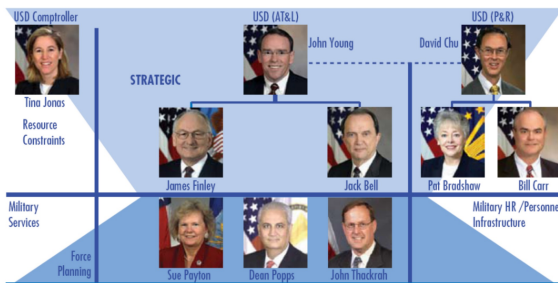 USD Comptroller
USD (AT&L)
USD (P&R)
John Young
David Chu
STRATEGIC
Tina Jonas
Resource
Constraints
James Finley
Jack Bell
Pat Bradshaw
Bill Carr
Military
Services
Military HR /Personne
Infrastructure
Force
Planning
Sue Payton
Dean Popps
John Thackrah